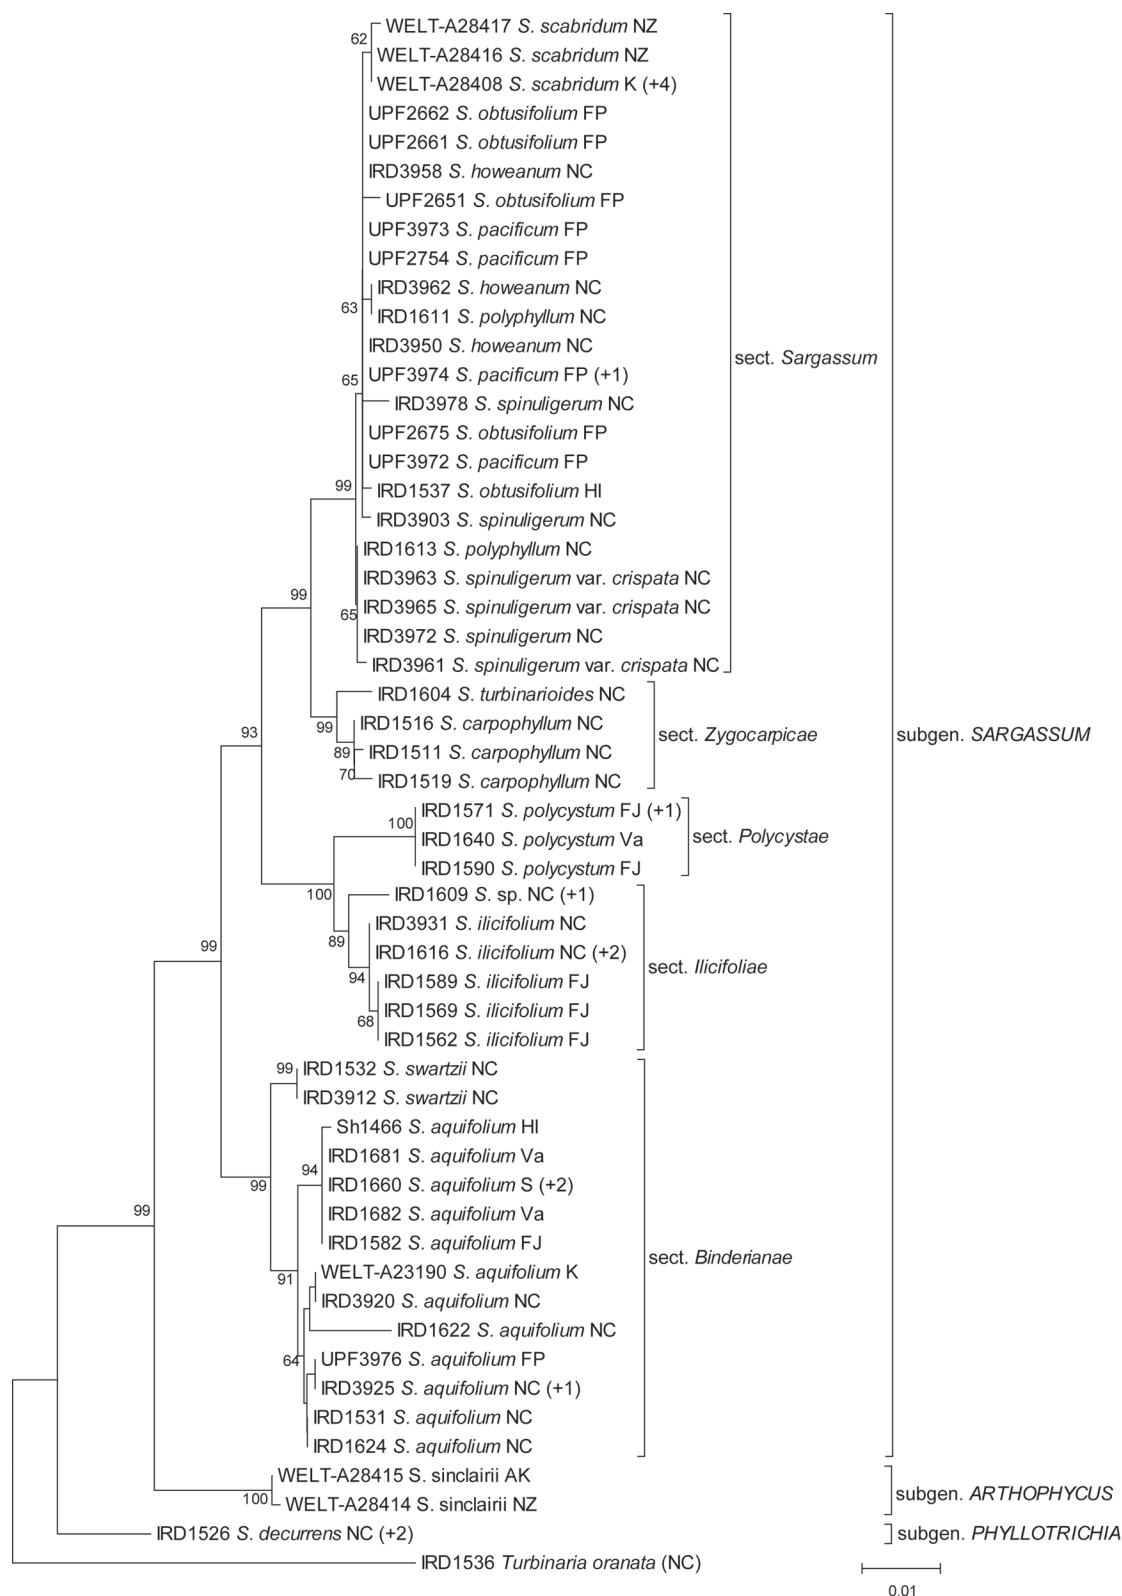 WELT-A28417 S. scabridum NZ
62
WELT-A28416 S. scabridum NZ
WELT-A28408 S. scabridum K (+4)
UPF2662 S. obtusifolium FP
UPF2661 S. obtusifolium FP
IRD3958 S. howeanum NC
UPF2651 S. obtusifolium FP
UPF3973 S. pacificum FP
UPF2754 S. pacificum FP
IRD3962 S. howeanum NC
63
IRD1611 S. polyphyllum NC
IRD3950 S. howeanum NC
sect. Sargassum
65
UPF3974 S. pacificum FP (+1)
IRD3978 S. spinuligerum NC
UPF2675 S. obtusifolium FP
UPF3972 S. pacificum FP
99
IRD1537 S. obtusifolium HI
IRD3903 S. spinuligerum NC
IRD1613 S. polyphyllum NC
IRD3963 S. spinuligerum var. crispata NC
99
IRD3965 S. spinuligerum var. crispata NC
65
IRD3972 S. spinuligerum NC
IRD3961 S. spinuligerum var. crispata NC
IRD1604 S. turbinarioides NC
99
IRD1516 S. carpophyllum NC
93
sect. Zygocarpicae
subgen. SARGASSUM
89
IRD1511 S. carpophyllum NC
70
IRD1519 S. carpophyllum NC
IRD1571 S. polycystum FJ (+1)
100
IRD1640 S. polycystum Va
sect. Polycystae
IRD1590 S. polycystum FJ
100
IRD1609 S. sp. NC (+1)
IRD3931 S. ilicifolium NC
99
89
IRD1616 S. ilicifolium NC (+2)
sect. Ilicifoliae
94
IRD1589 S. ilicifolium FJ
IRD1569 S. ilicifolium FJ
68
IRD1562 S. ilicifolium FJ
99
IRD1532 S. swartzii NC
IRD3912 S. swartzii NC
Sh1466 S. aquifolium HI
IRD1681 S. aquifolium Va
94
99
IRD1660 S. aquifolium S (+2)
99
IRD1682 S. aquifolium Va
IRD1582 S. aquifolium FJ
sect. Binderianae
91
WELT-A23190 S. aquifolium K
IRD3920 S. aquifolium NC
IRD1622 S. aquifolium NC
64
UPF3976 S. aquifolium FP
IRD3925 S. aquifolium NC (+1)
IRD1531 S. aquifolium NC
IRD1624 S. aquifolium NC
WELT-A28415 S. sinclairii AK
100
subgen. ARTHOPHYCUS
WELT-A28414 S. sinclairii NZ
IRD1526 S. decurrens NC (+2)
subgen. PHYLLOTRICHIA
IRD1536 Turbinaria oranata (NC)
0.01